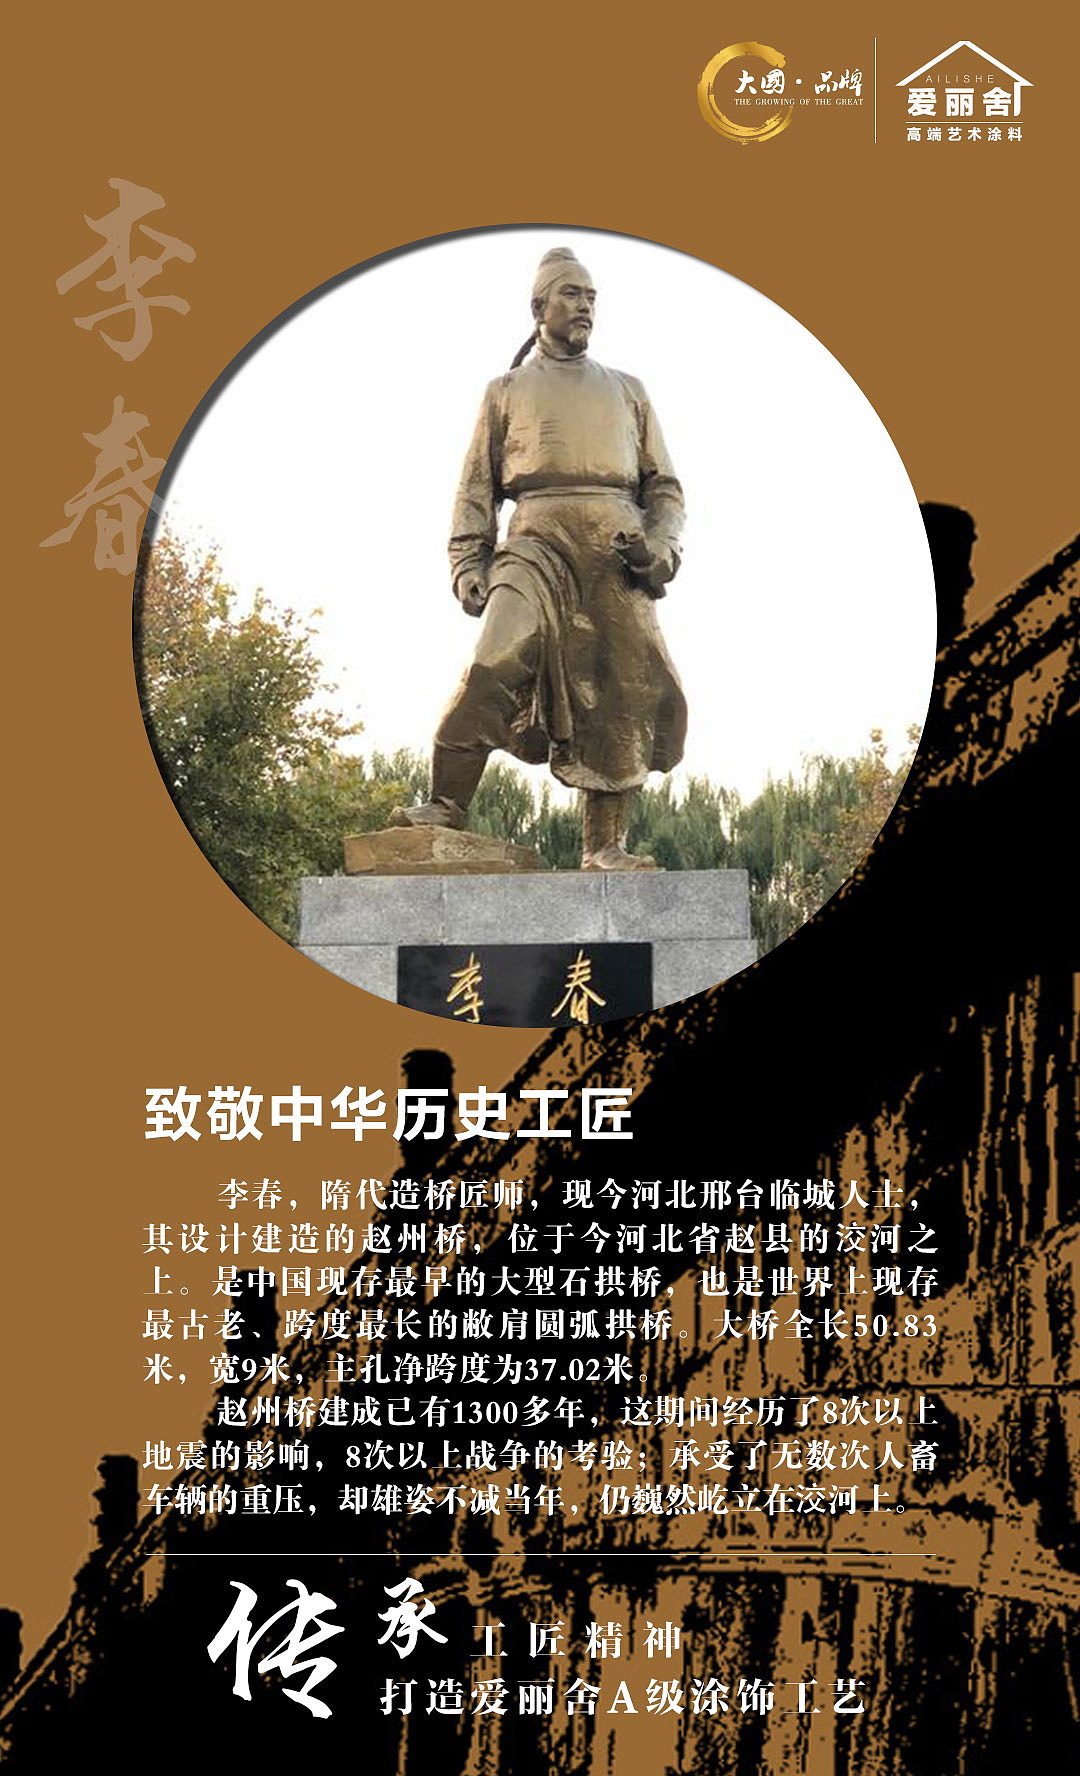 大國·品牌
THE GROWING OF THE GREAT
AILISHE
爱丽舍
高端艺术涂料
李春
李春
致敬中华历史工匠
李春，隋代造桥匠师，现今河北邢台临城人士，
其设计建造的赵州桥，位于今河北省赵县的洨河之
上。是中国现存最早的大型石拱桥，也是世界上现存
最古老、跨度最长的敞肩圆弧拱桥。大桥全长50.83
米，宽9米，主孔净跨度为37.02米。
赵州桥建成已有1300多年，这期间经历了8次以上
地震的影响，8次以上战争的考验；承受了无数次人畜
车辆的重压，却雄姿不减当年，仍巍然屹立在洨河上。
传承工匠精神
打造爱丽舍A级涂饰工艺